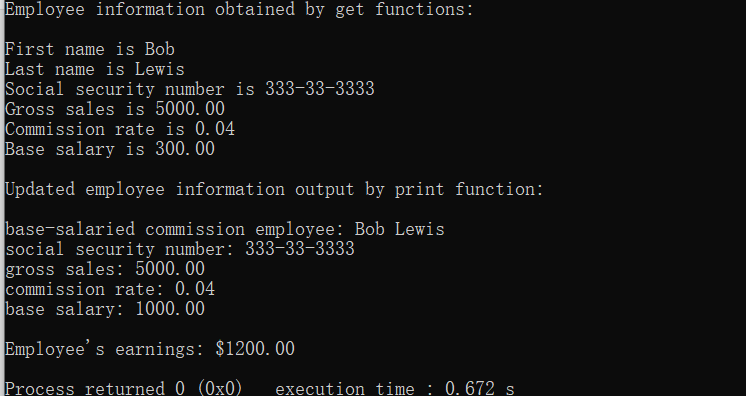 Employee information obtained by get functions:
First name is Bob
Last name is Lewis
Social security number is 333-33-3333
Gross sales is 5000.00
Commission rate is 0.04
Base salary is 300.00
Updated employee information output by print function:
base-salaried commission employee: Bob Lewis
social security number: 333-33-3333
gross sales: 5000.00
commission rate: 0.04
base salary: 1000.00
Employee's earnings: $1200.00
Process returned 0 (0x0)   execution time : 0.672 s